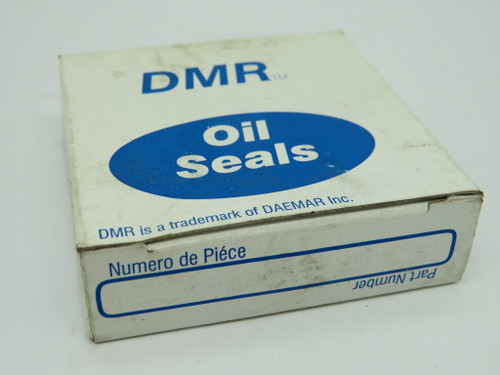 DMR™
Oil
Seals
DMR is a trademark of DAEMAR Inc.
Numero de Piéce
Part Number